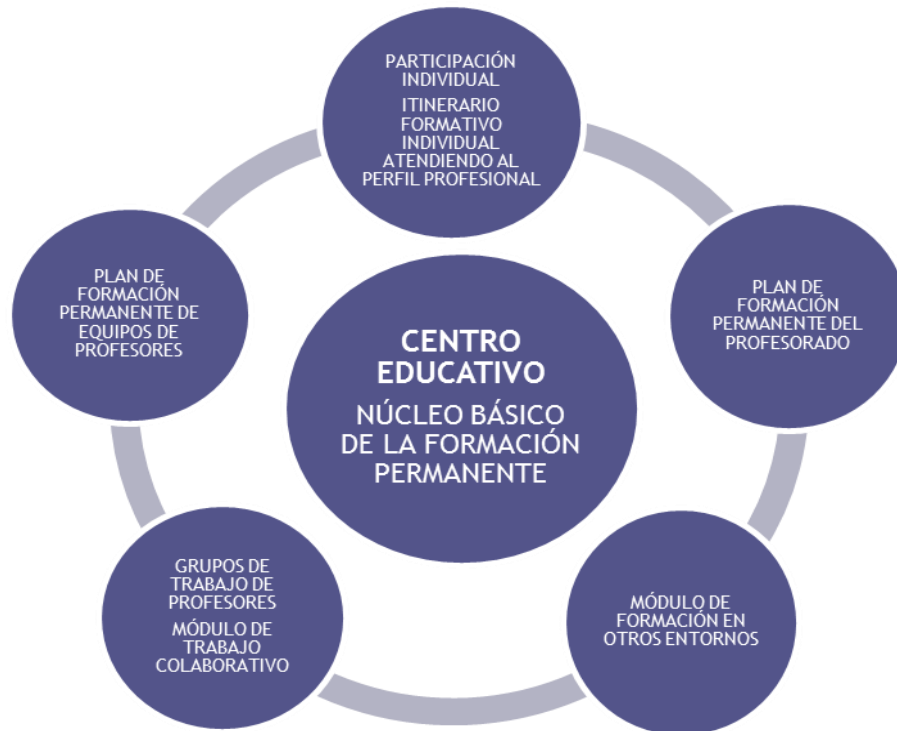 PARTICIPACIÓN
INDIVIDUAL
ITINERARIO
FORMATIVO
INDIVIDUAL
ATENDIENDO AL
PERFIL PROFESIONAL
PLAN DE
FORMACIÓN
PERMANENTE DE
EQUIPOS DE
PROFESORES
PLAN DE
FORMACIÓN
PERMANENTE DEL
PROFESORADO
CENTRO
EDUCATIVO
NÚCLEO BÁSICO
DE LA FORMACIÓN
PERMANENTE
GRUPOS DE
TRABAJO DE
PROFESORES
MÓDULO DE
TRABAJO
COLABORATIVO
MÓDULO DE
FORMACIÓN EN
OTROS ENTORNOS